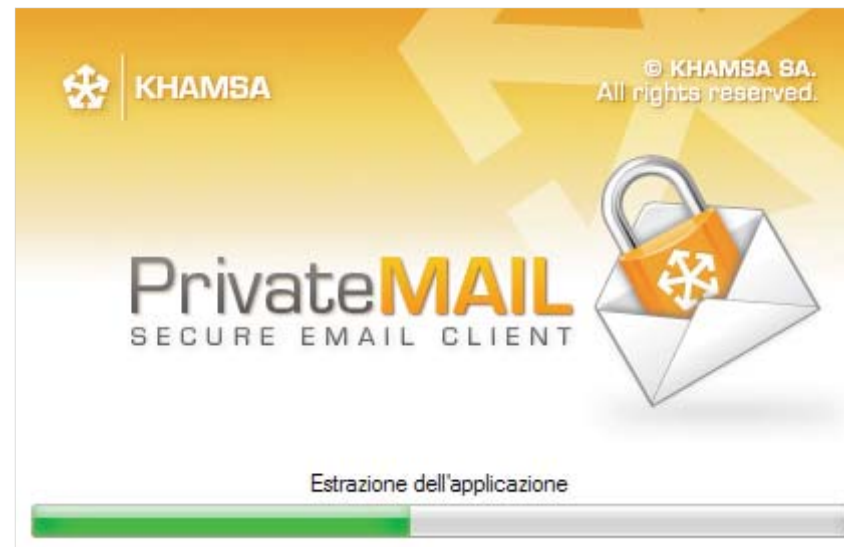 KHAMSA
© KHAMSA SA.
All rights reserved.
PrivateMAIL
SECURE EMAIL CLIENT
Estrazione dell'applicazione